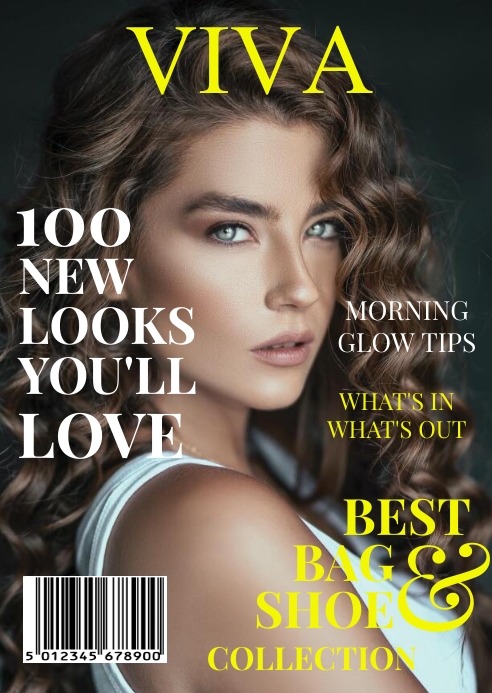 VIVA
100
NEW
LOOKS
YOU'LL
LOVE
MORNING
GLOW TIPS
WHAT'S IN
WHAT'S OUT
BEST
BAG &
SHOE
COLLECTION
5 012345 678900